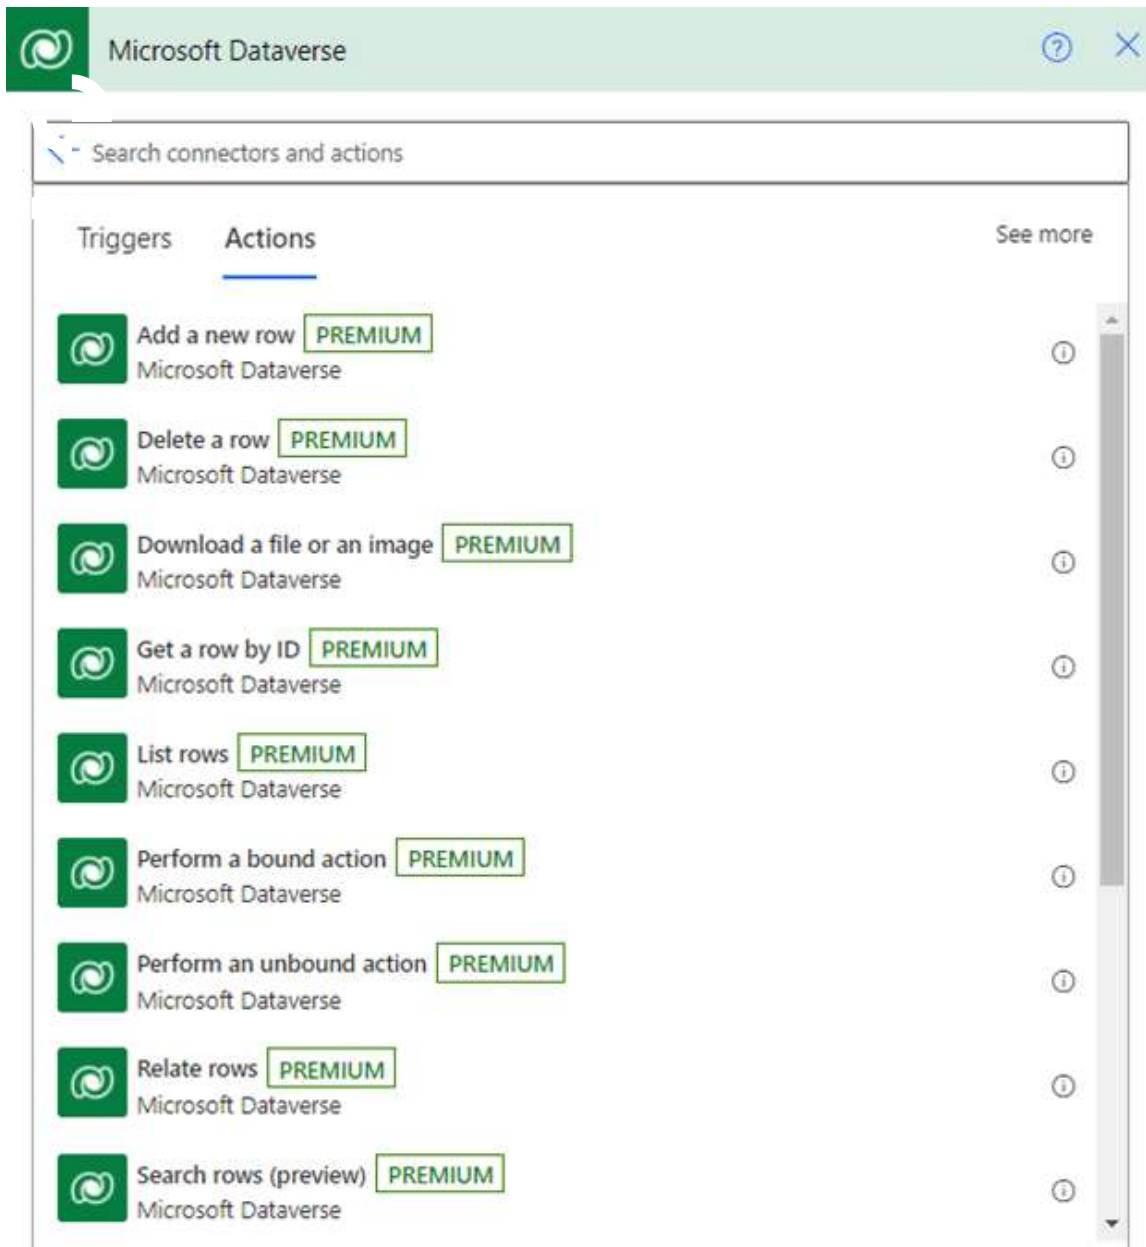 Microsoft Dataverse
Search connectors and actions
Triggers Actions See more
Add a new row PREMIUM
Microsoft Dataverse
Delete a row PREMIUM
Microsoft Dataverse
Download a file or an image PREMIUM
Microsoft Dataverse
Get a row by ID PREMIUM
Microsoft Dataverse
List rows PREMIUM
Microsoft Dataverse
Perform a bound action PREMIUM
Microsoft Dataverse
Perform an unbound action PREMIUM
Microsoft Dataverse
Relate rows PREMIUM
Microsoft Dataverse
Search rows (preview) PREMIUM
Microsoft Dataverse